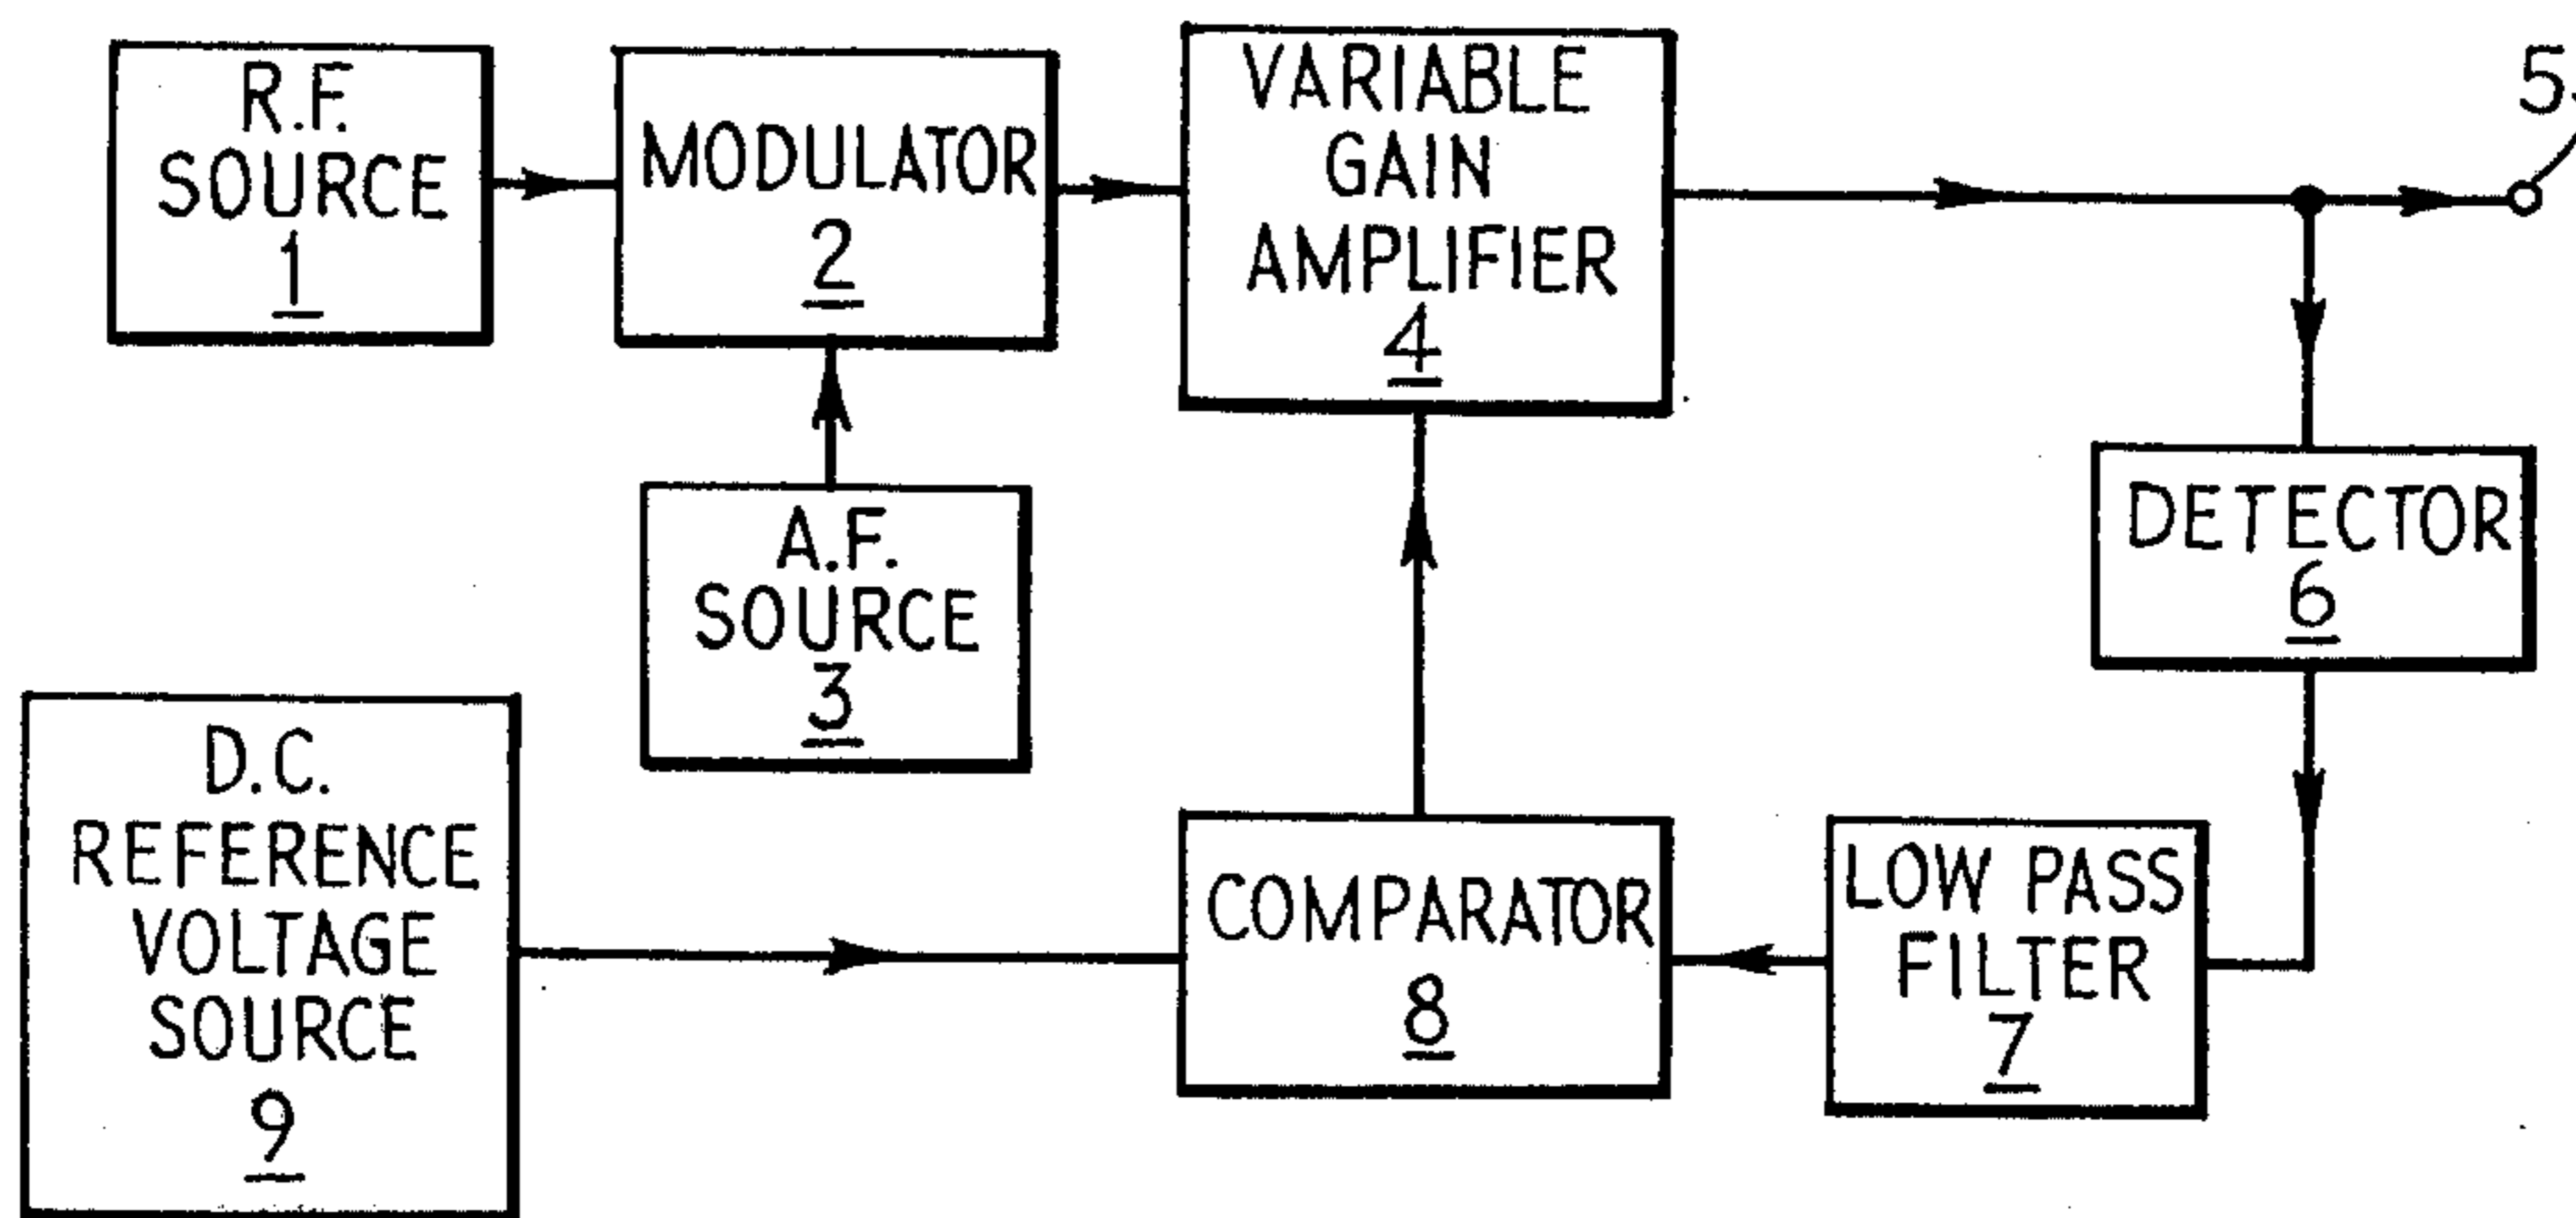 R.F.
SOURCE
1
MODULATOR
2
VARIABLE
GAIN
AMPLIFIER
4
5
A.F.
SOURCE
3
DETECTOR
6
D.C.
REFERENCE
VOLTAGE
SOURCE
9
COMPARATOR
8
LOW PASS
FILTER
7